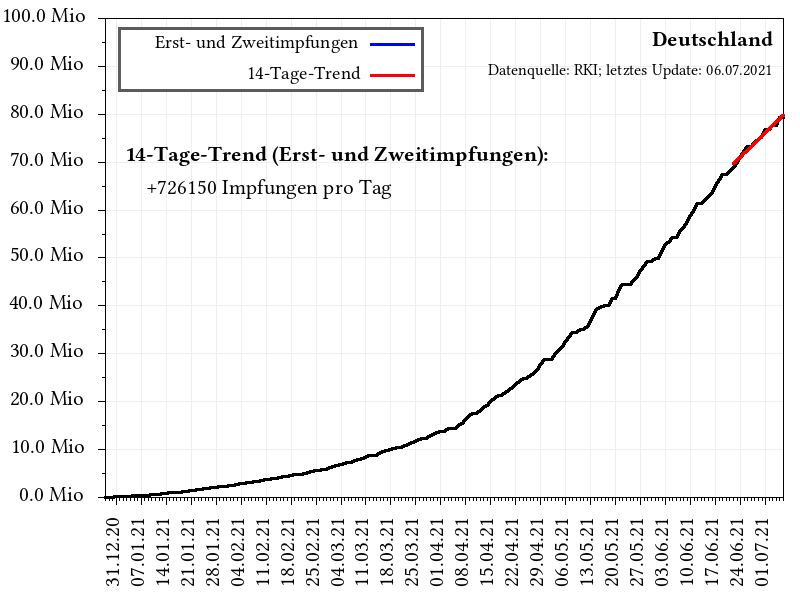 100.0 Mio
90.0 Mio
80.0 Mio
70.0 Mio
60.0 Mio
50.0 Mio
40.0 Mio
30.0 Mio
20.0 Mio
10.0 Mio
0.0 Mio
Erst- und Zweitimpfungen
14-Tage-Trend
Deutschland
Datenquelle: RKI; letztes Update: 06.07.2021
14-Tage-Trend (Erst- und Zweitimpfungen):
+726150 Impfungen pro Tag
31.12.20
07.01.21
14.01.21
21.01.21
28.01.21
04.02.21
11.02.21
18.02.21
25.02.21
04.03.21
11.03.21
18.03.21
25.03.21
01.04.21
08.04.21
15.04.21
22.04.21
29.04.21
06.05.21
13.05.21
20.05.21
27.05.21
03.06.21
10.06.21
17.06.21
24.06.21
01.07.21